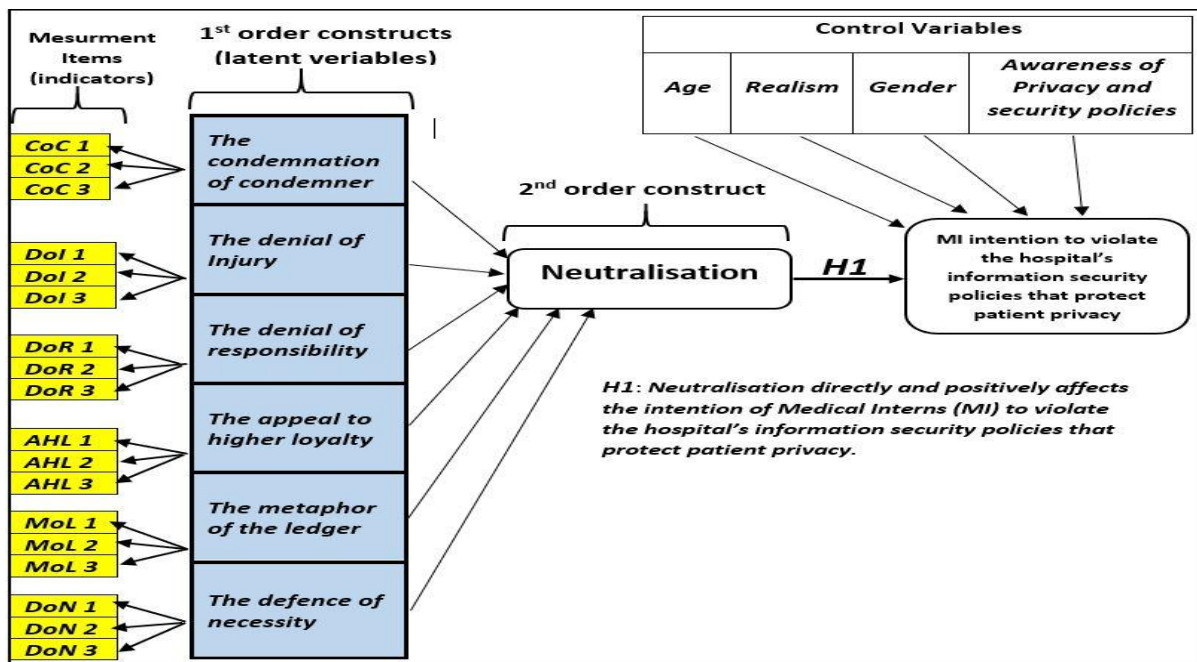 Mesurment
Items
(indicators)
1st order constructs
(latent veriables)
CoC 1
CoC 2
CoC 3
DoI 1
DoI 2
DoI 3
DoR 1
DoR 2
DoR 3
AHL 1
AHL 2
AHL 3
MoL 1
MoL 2
MoL 3
DoN 1
DoN 2
DoN 3
The
condemnation
of condemner
The denial of
Injury
The denial of
responsibility
The appeal to
higher loyalty
The metaphor
of the ledger
The defence of
necessity
2nd order construct
Neutralisation
H1
Control Variables
Age
Realism
Gender
Awareness of
Privacy and
security policies
MI intention to violate
the hospital’s
information security
policies that protect
patient privacy
H1: Neutralisation directly and positively affects
the intention of Medical Interns (MI) to violate
the hospital’s information security policies that
protect patient privacy.